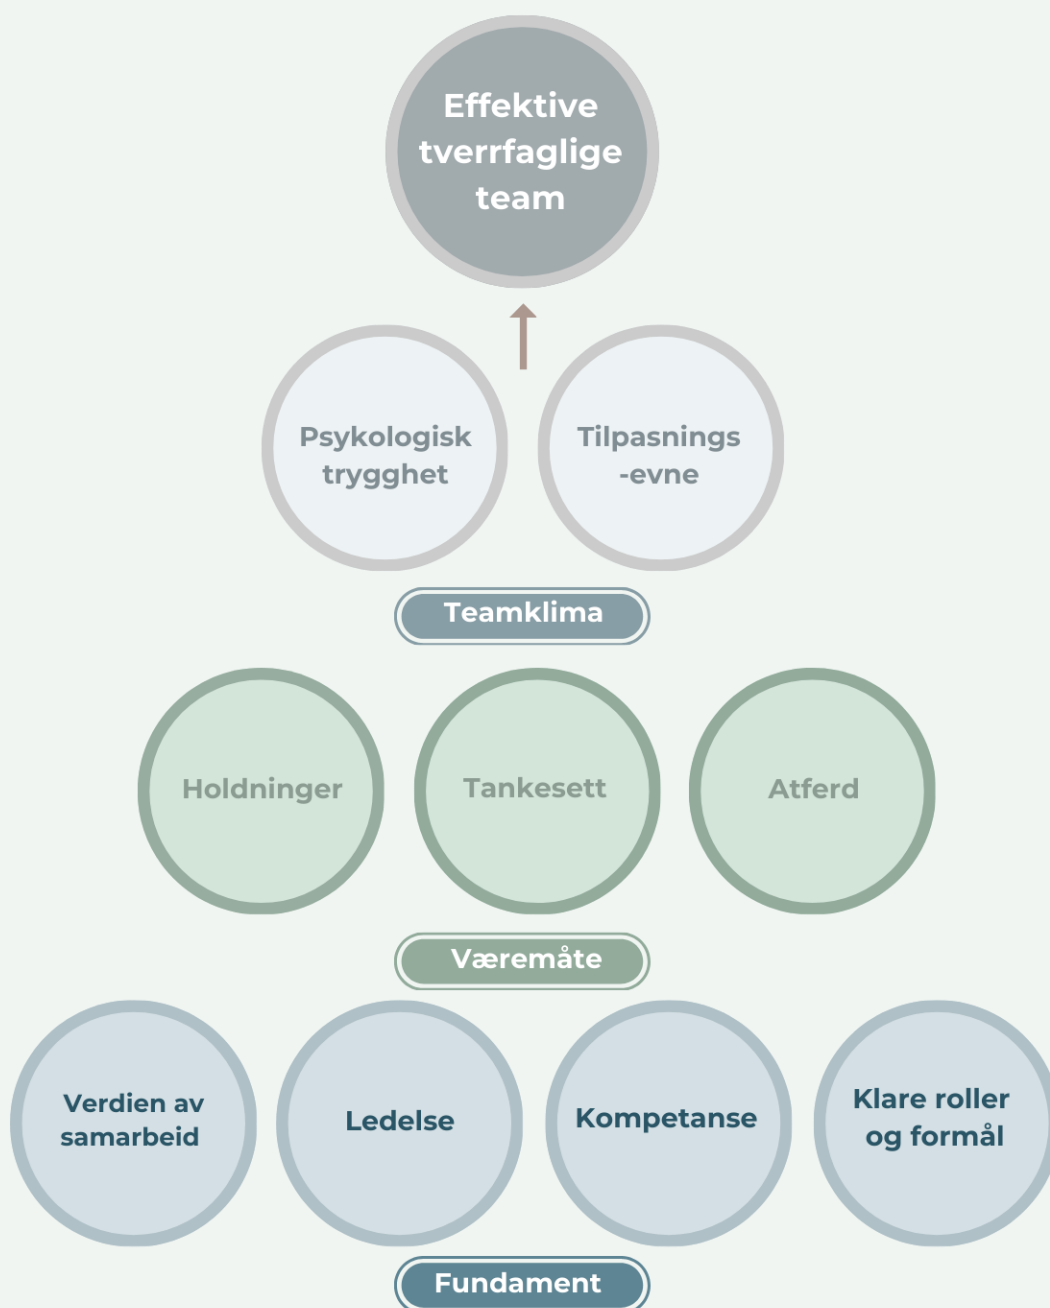 Effektive
tverrfaglige
team
Psykologisk
trygghet
Tilpasnings
-evne
Teamklima
Holdninger
Tankesett
Atferd
Væremåte
Verdien av
samarbeid
Ledelse
Kompetanse
Klare roller
og formål
Fundament